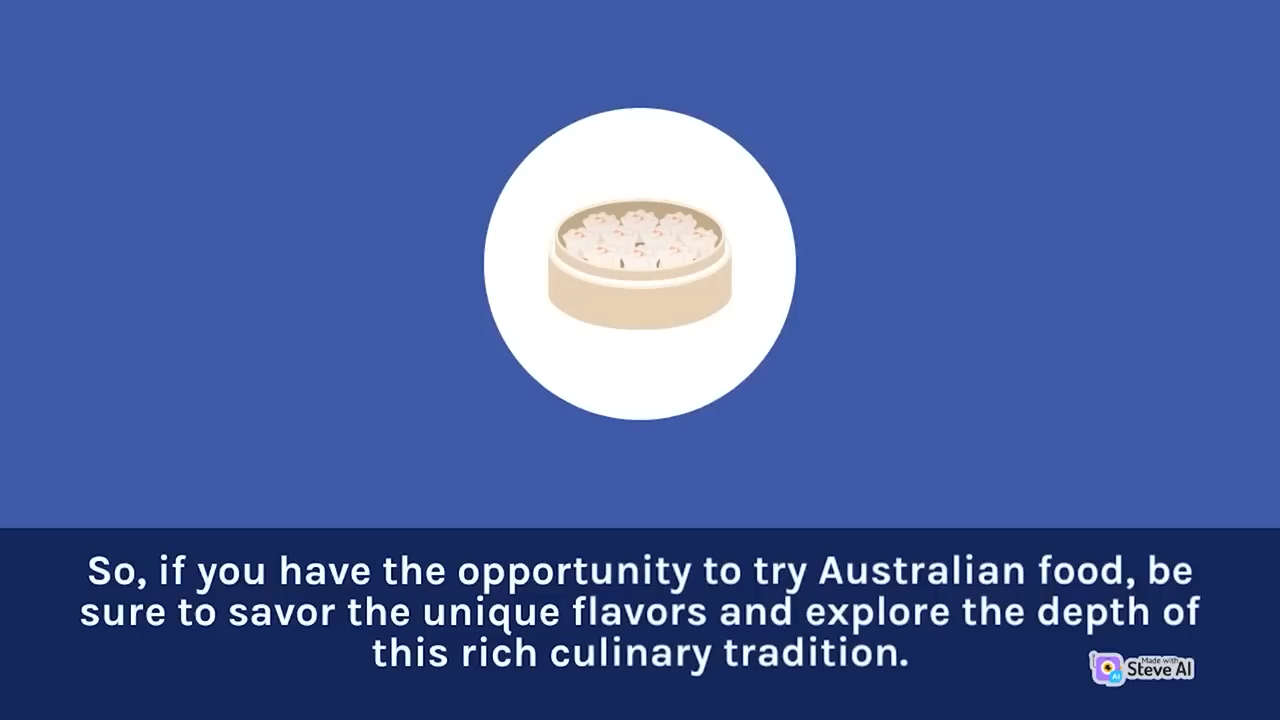 So, if you have the opportunity to try Australian food, be
sure to savor the unique flavors and explore the depth of
this rich culinary tradition.
Made with
Steve AI
AI